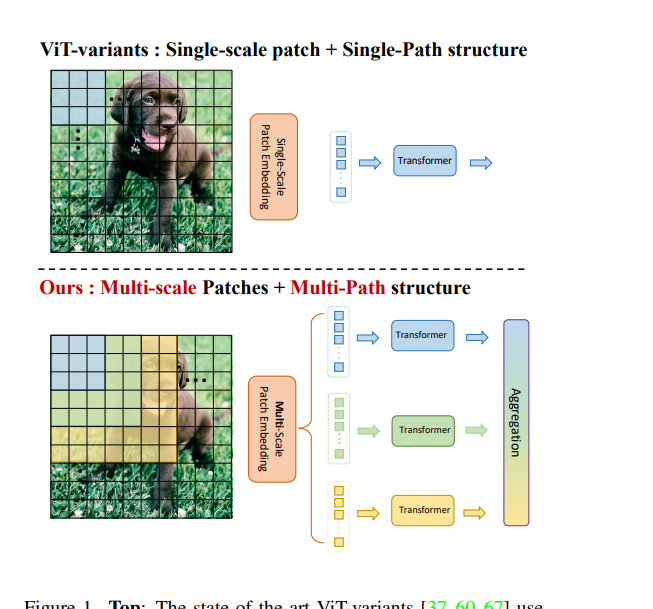 ViT-variants : Single-scale patch + Single-Path structure
Single-Scale
Patch Embedding
Transformer
Ours : Multi-scale Patches + Multi-Path structure
Multi-Scale
Patch Embedding
Transformer
Transformer
Transformer
Aggregation
Figure 1. Top: The state of the art ViT-variants [37, 60, 67] use